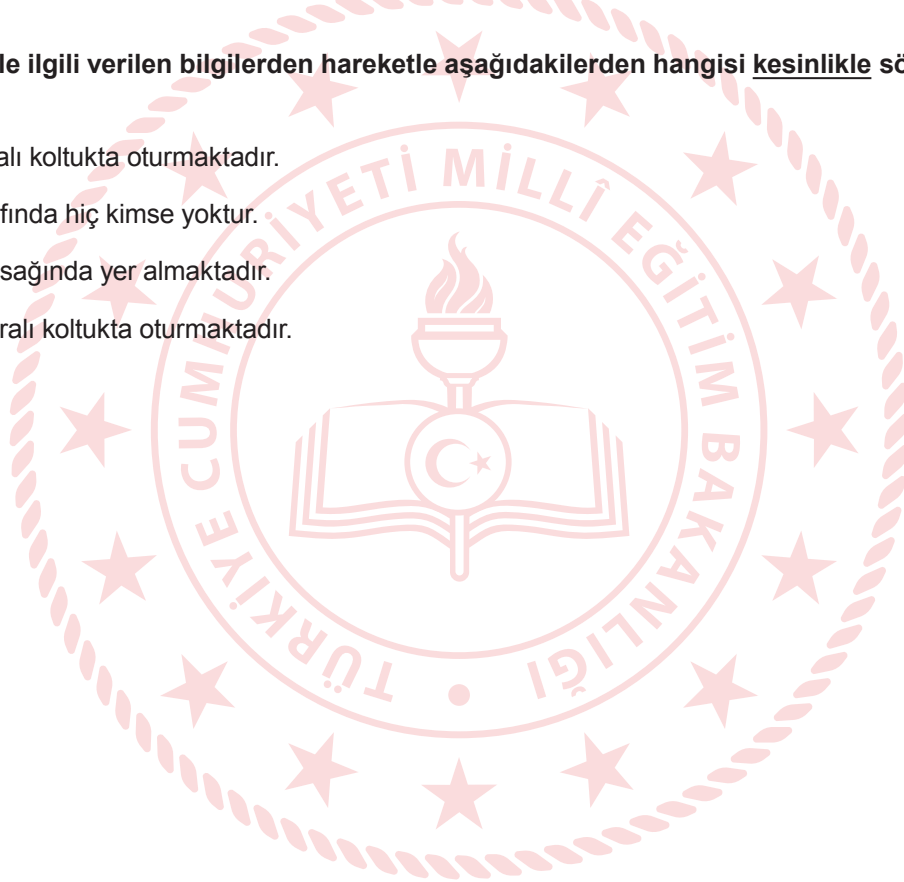 le ilgili verilen bilgilerden hareketle aşağıdakilerden hangisi kesinlikle sö
alı koltukta oturmaktadır.
fında hiç kimse yoktur.
sağında yer almaktadır.
ralı koltukta oturmaktadır.
TÜRKİYE CUMHURİYETİ MİLLÎ EĞİTİM BAKANLIĞI